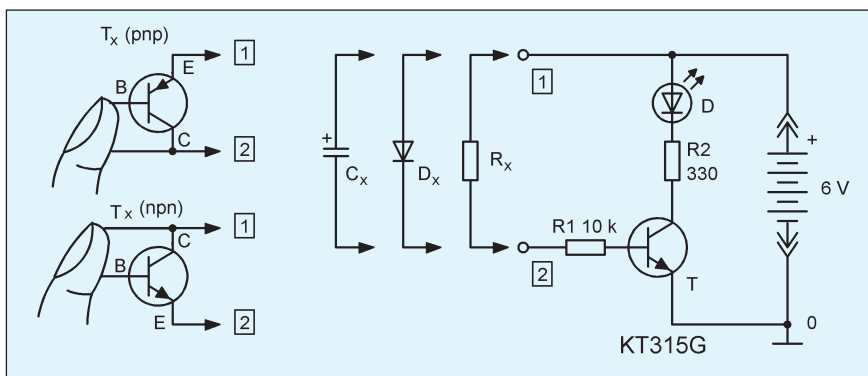 Tx (pnp)
E
1
B
C
2
Tx (npn)
1
C
B
E
2
+
Cx
Dx
Rx
1
2
R1 10 k
D
R2
330
T
KT315G
+
6 V
0